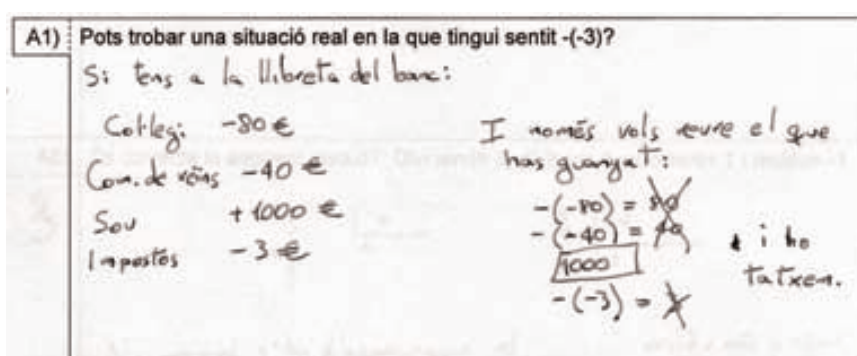 A1) Pots trobar una situació real en la que tingui sentit -(-3)?
Si tens a la llibreta del banc:
Col·legi -80 €
Com. de veïns -40 €
Sou +1000 €
Impostos -3 €
I només vols veure el que
has guanyat:
-(-80) = 80
-(-40) = 40
1000
-(-3) =
i ho
tatxen.